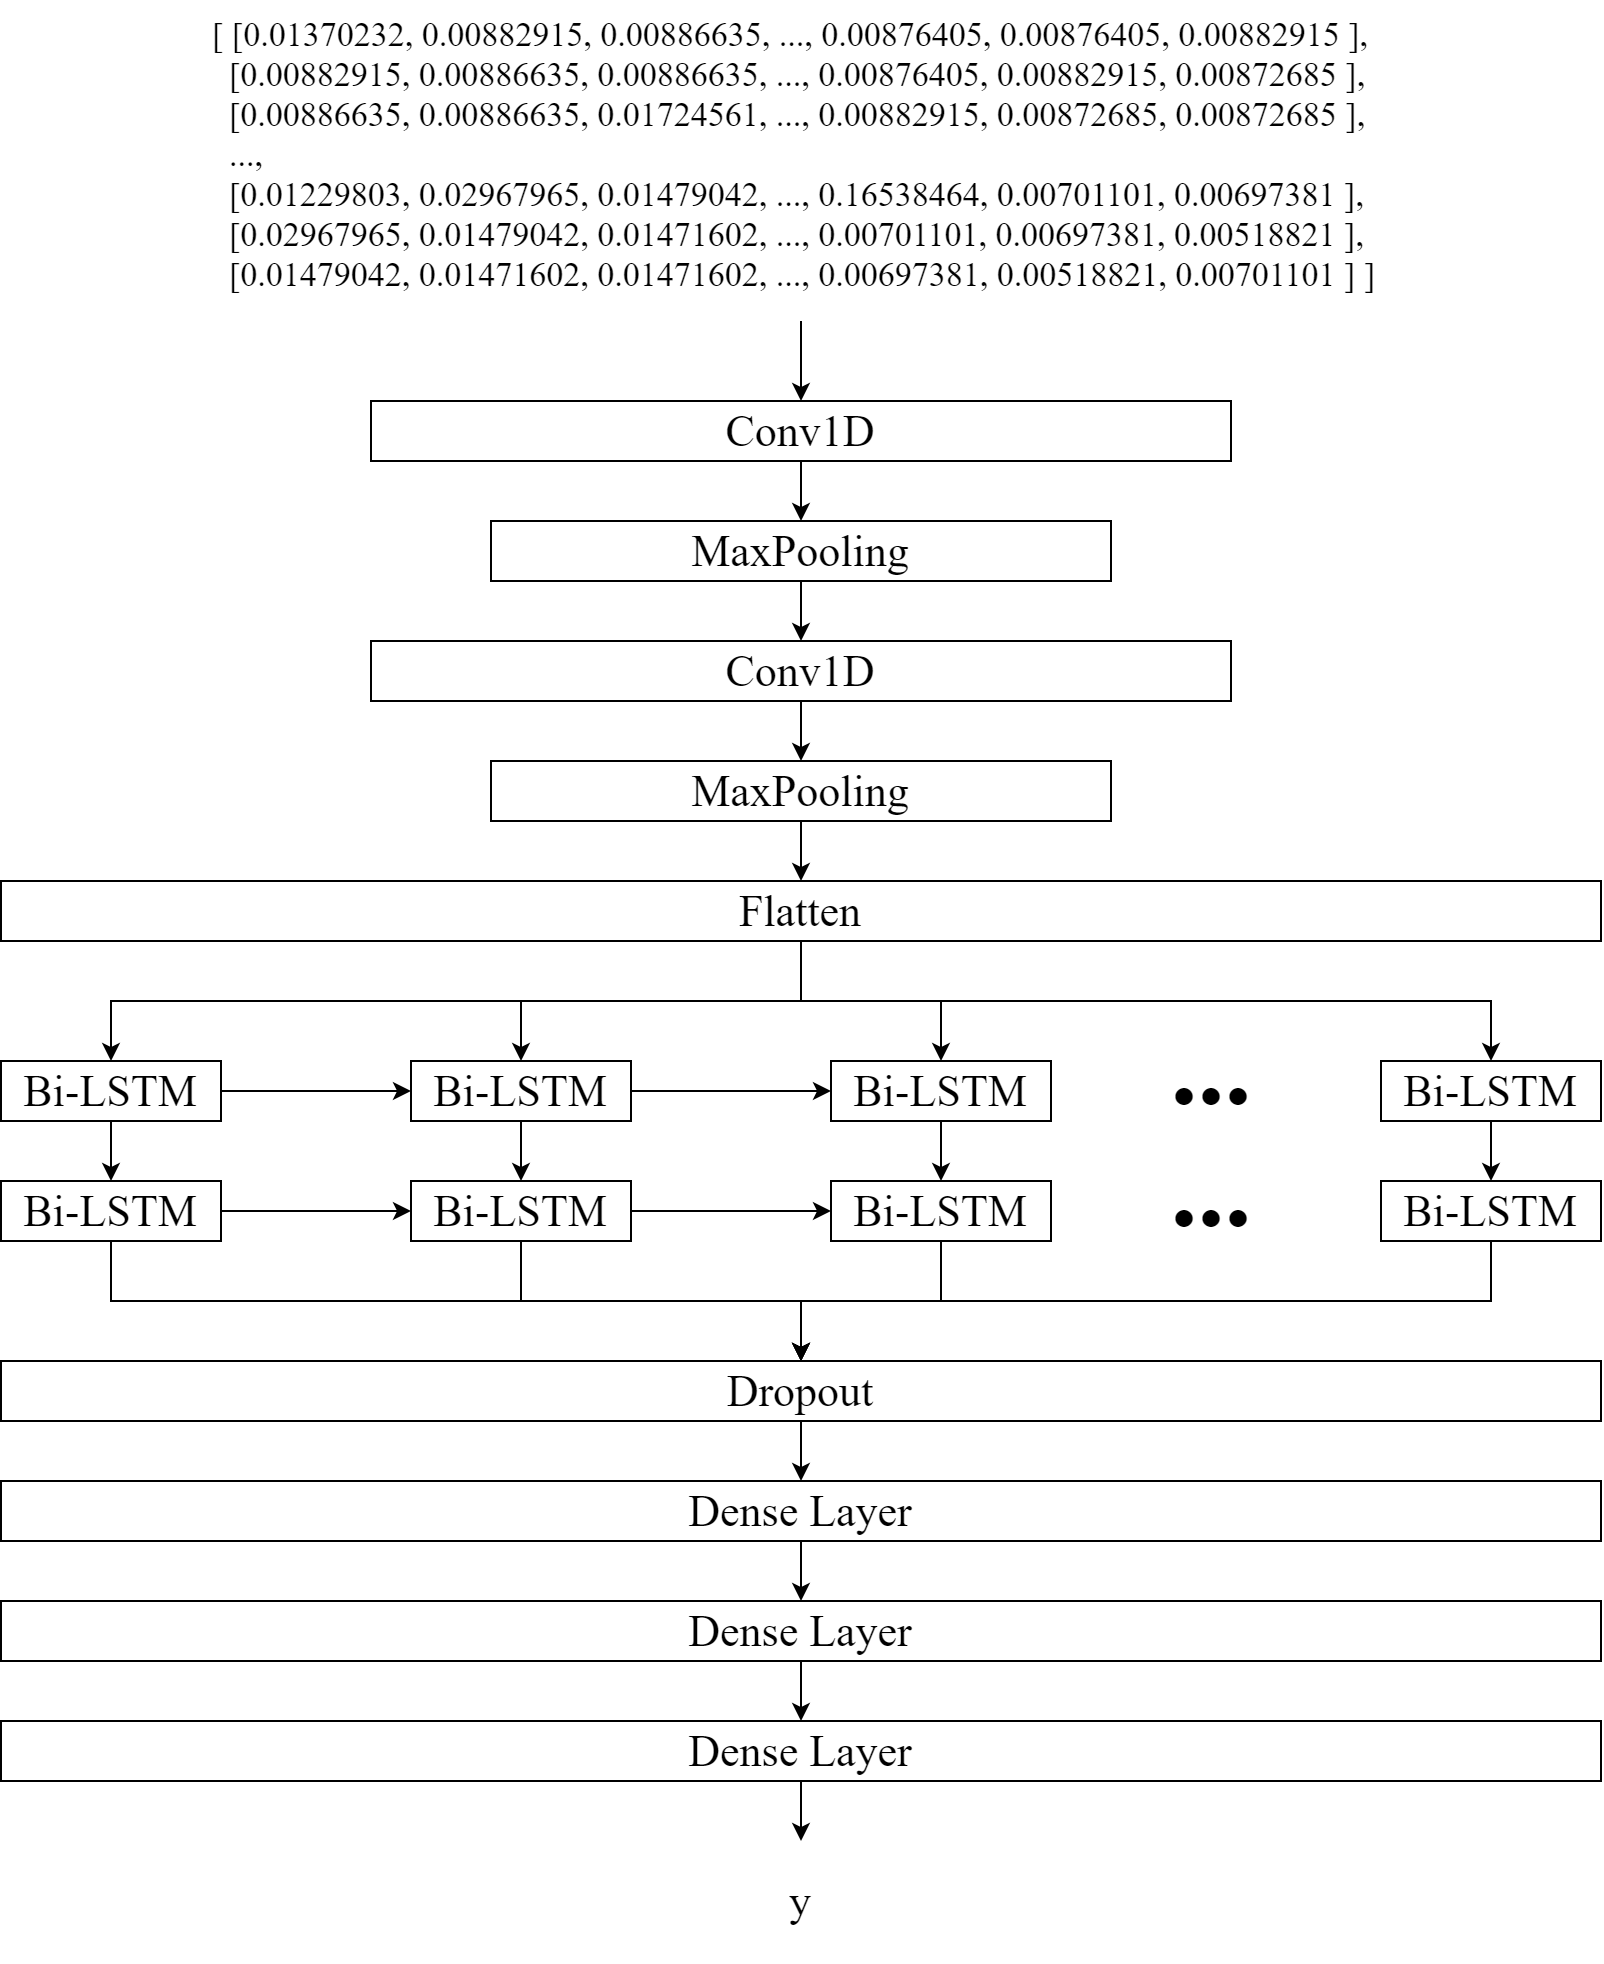 [ [0.01370232, 0.00882915, 0.00886635, ..., 0.00876405, 0.00876405, 0.00882915 ],
[0.00882915, 0.00886635, 0.00886635, ..., 0.00876405, 0.00882915, 0.00872685 ],
[0.00886635, 0.00886635, 0.01724561, ..., 0.00882915, 0.00872685, 0.00872685 ],
...,
[0.01229803, 0.02967965, 0.01479042, ..., 0.16538464, 0.00701101, 0.00697381 ],
[0.02967965, 0.01479042, 0.01471602, ..., 0.00701101, 0.00697381, 0.00518821 ],
[0.01479042, 0.01471602, 0.01471602, ..., 0.00697381, 0.00518821, 0.00701101 ] ]
Conv1D
MaxPooling
Conv1D
MaxPooling
Flatten
Bi-LSTM Bi-LSTM Bi-LSTM ••• Bi-LSTM
Bi-LSTM Bi-LSTM Bi-LSTM ••• Bi-LSTM
Dropout
Dense Layer
Dense Layer
Dense Layer
y